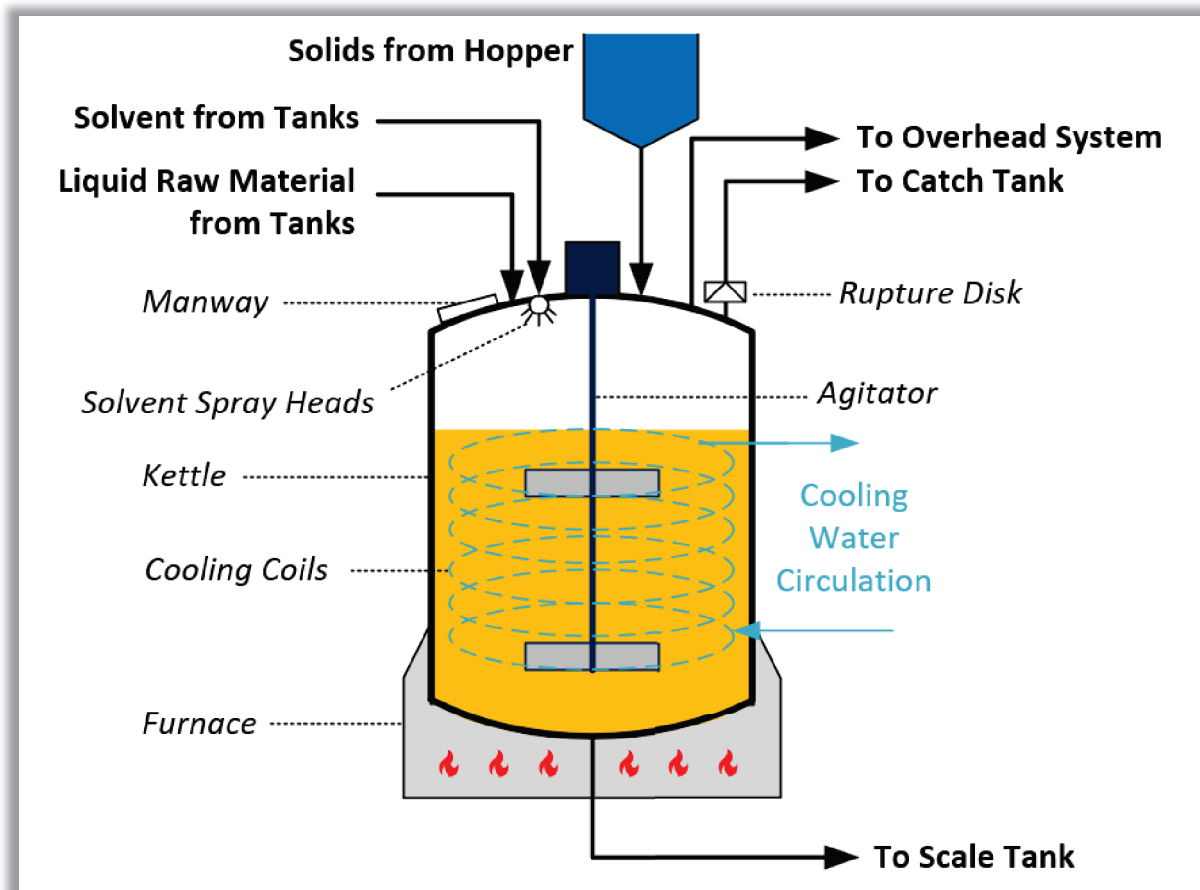 Solids from Hopper
Solvent from Tanks
To Overhead System
Liquid Raw Material
from Tanks
To Catch Tank
Manway
Rupture Disk
Solvent Spray Heads
Agitator
Kettle
Cooling
Water
Circulation
Cooling Coils
Furnace
To Scale Tank